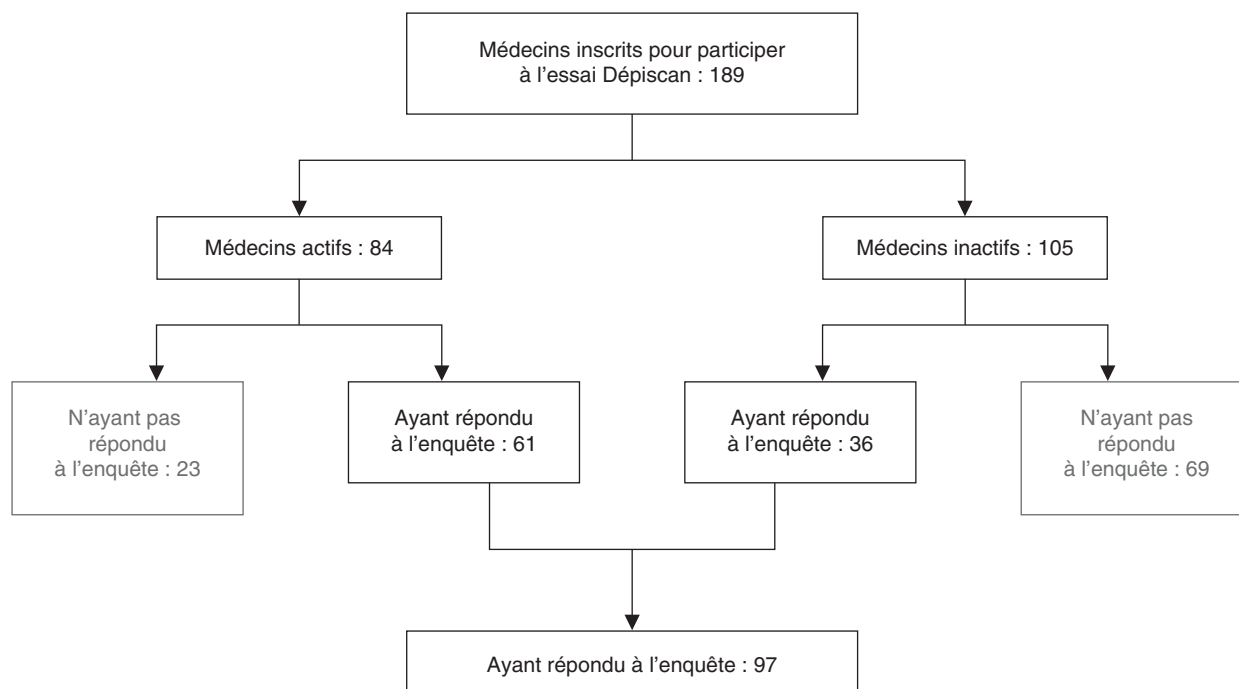 Médecins inscrits pour participer
à l’essai Dépiscan : 189
Médecins actifs : 84
Médecins inactifs : 105
N’ayant pas
répondu
à l’enquête : 23
Ayant répondu
à l’enquête : 61
Ayant répondu
à l’enquête : 36
N’ayant pas
répondu
à l’enquête : 69
Ayant répondu à l’enquête : 97